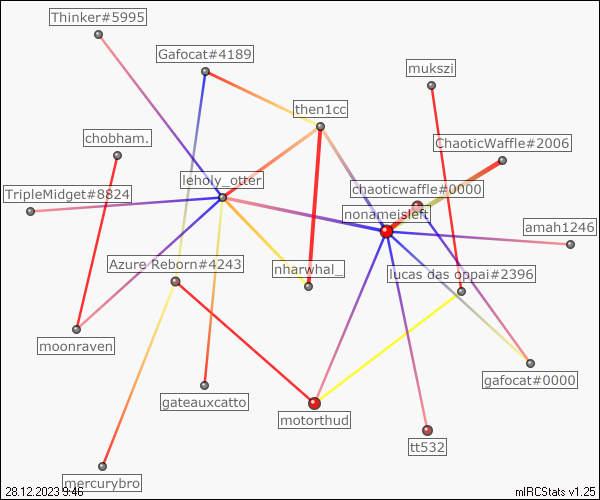 Thinker#5995
Gafocat#4189
mukszi
then1cc
chobham.
ChaoticWaffle#2006
leholy_otter
TripleMidget#8824
chaoticwaffle#0000
nonameisleft
amah1246
Azure Reborn#4243
nharwhal_
lucas das oppai#2396
moonraven
gafocat#0000
gateauxcatto
motorthud
tt532
mercurybro
28.12.2023 9:46
mIRCStats v1.25